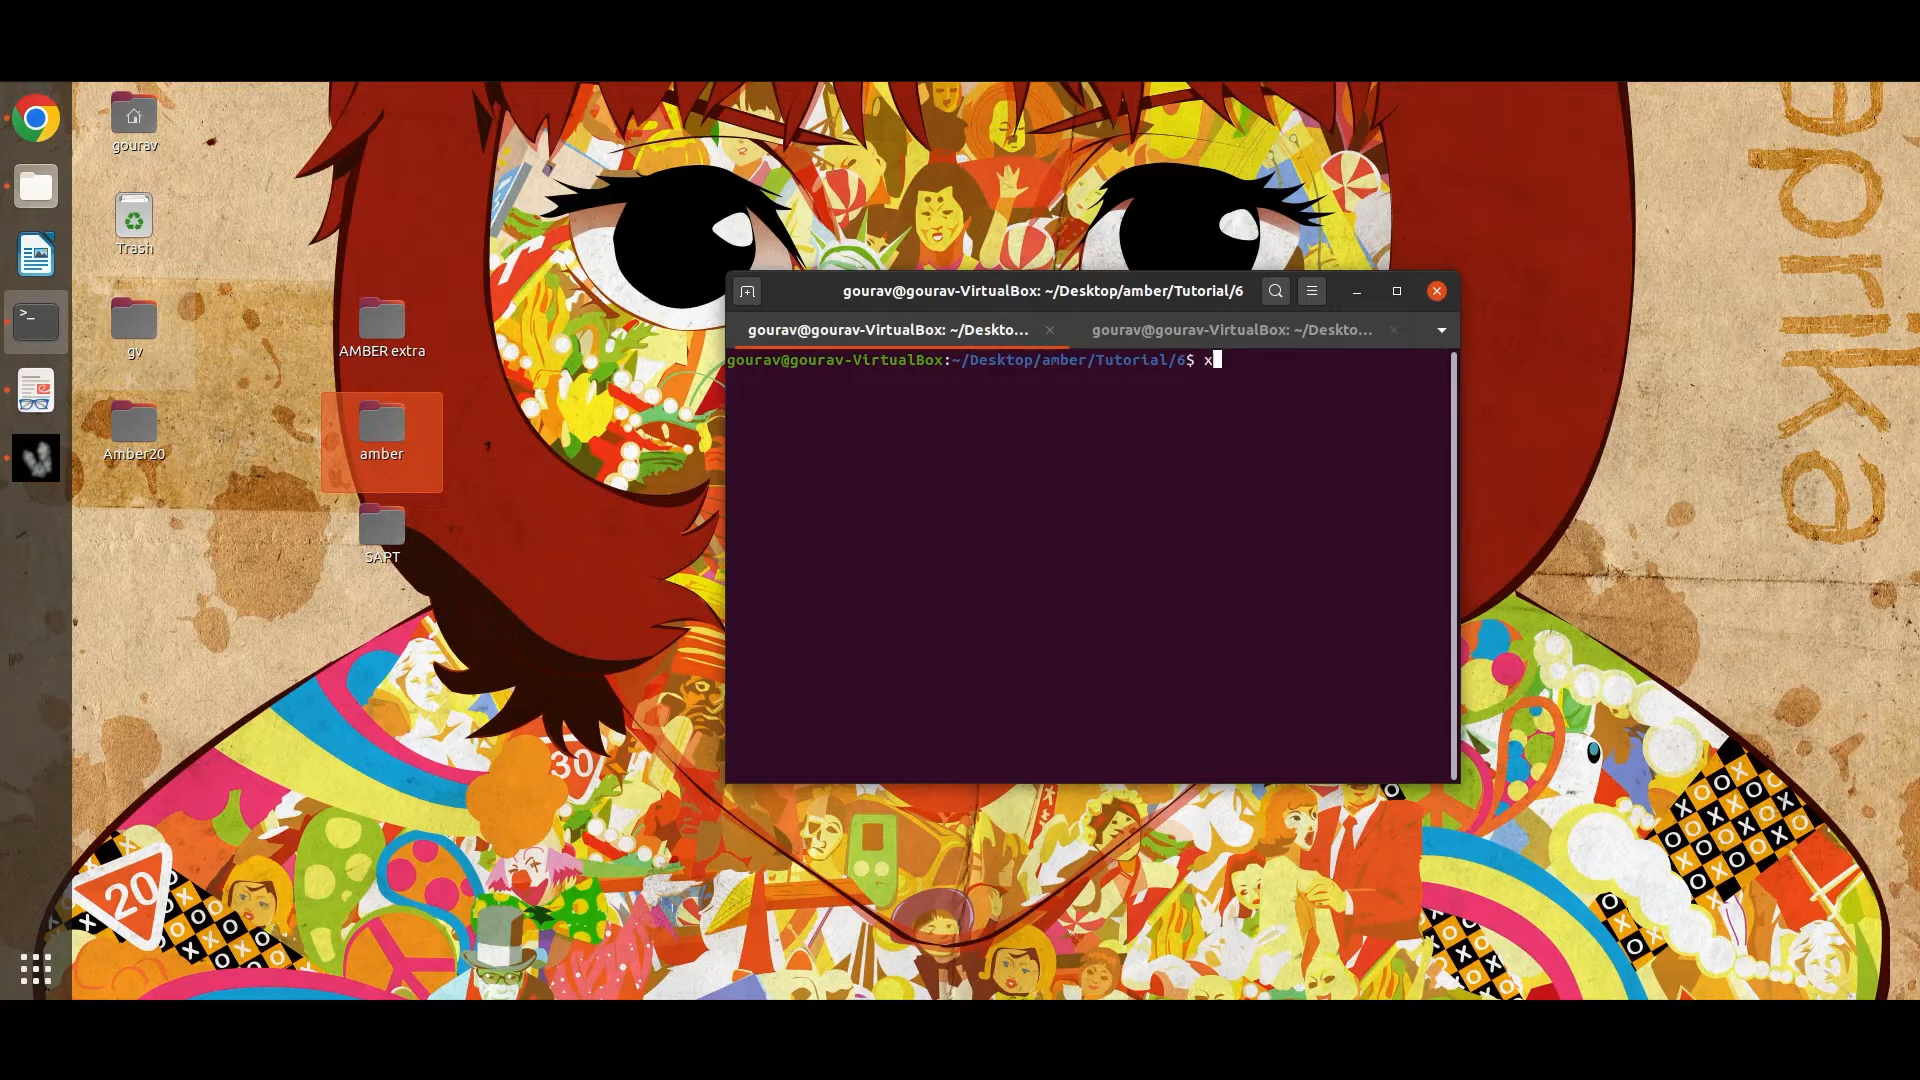 gourav
Trash
gv
AMBER extra
Amber20
amber
SAPT
gourav@gourav-VirtualBox: ~/Desktop/amber/Tutorial/6
gourav@gourav-VirtualBox: ~/Deskto...
gourav@gourav-VirtualBox: ~/Deskto...
gourav@gourav-VirtualBox:~/Desktop/amber/Tutorial/6$ x
paprika
30
20